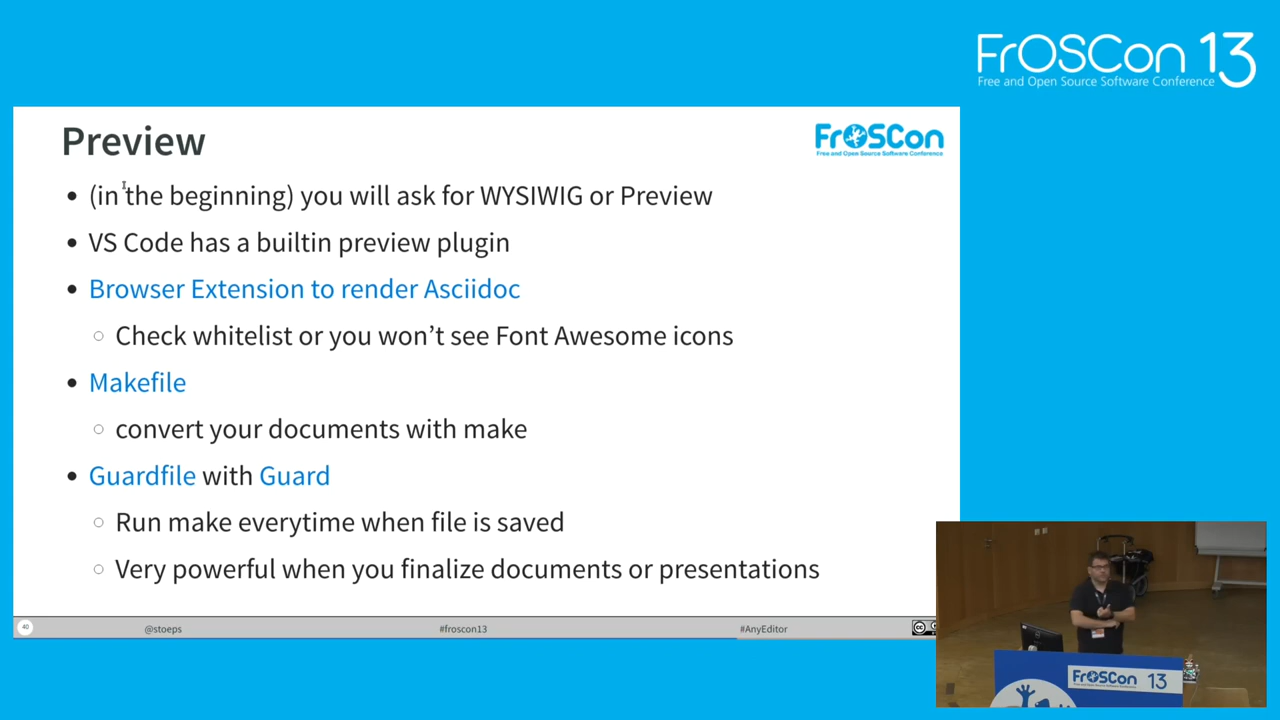 FrOSCon 13
Free and Open Source Software Conference
Preview
FrOSCon
Free and Open Source Software Conference
• (in the beginning) you will ask for WYSIWIG or Preview
• VS Code has a builtin preview plugin
• Browser Extension to render Asciidoc
○ Check whitelist or you won’t see Font Awesome icons
• Makefile
○ convert your documents with make
• Guardfile with Guard
○ Run make everytime when file is saved
○ Very powerful when you finalize documents or presentations
40
@stoeps
#froscon13
#AnyEditor
cc
FrOSCon 13